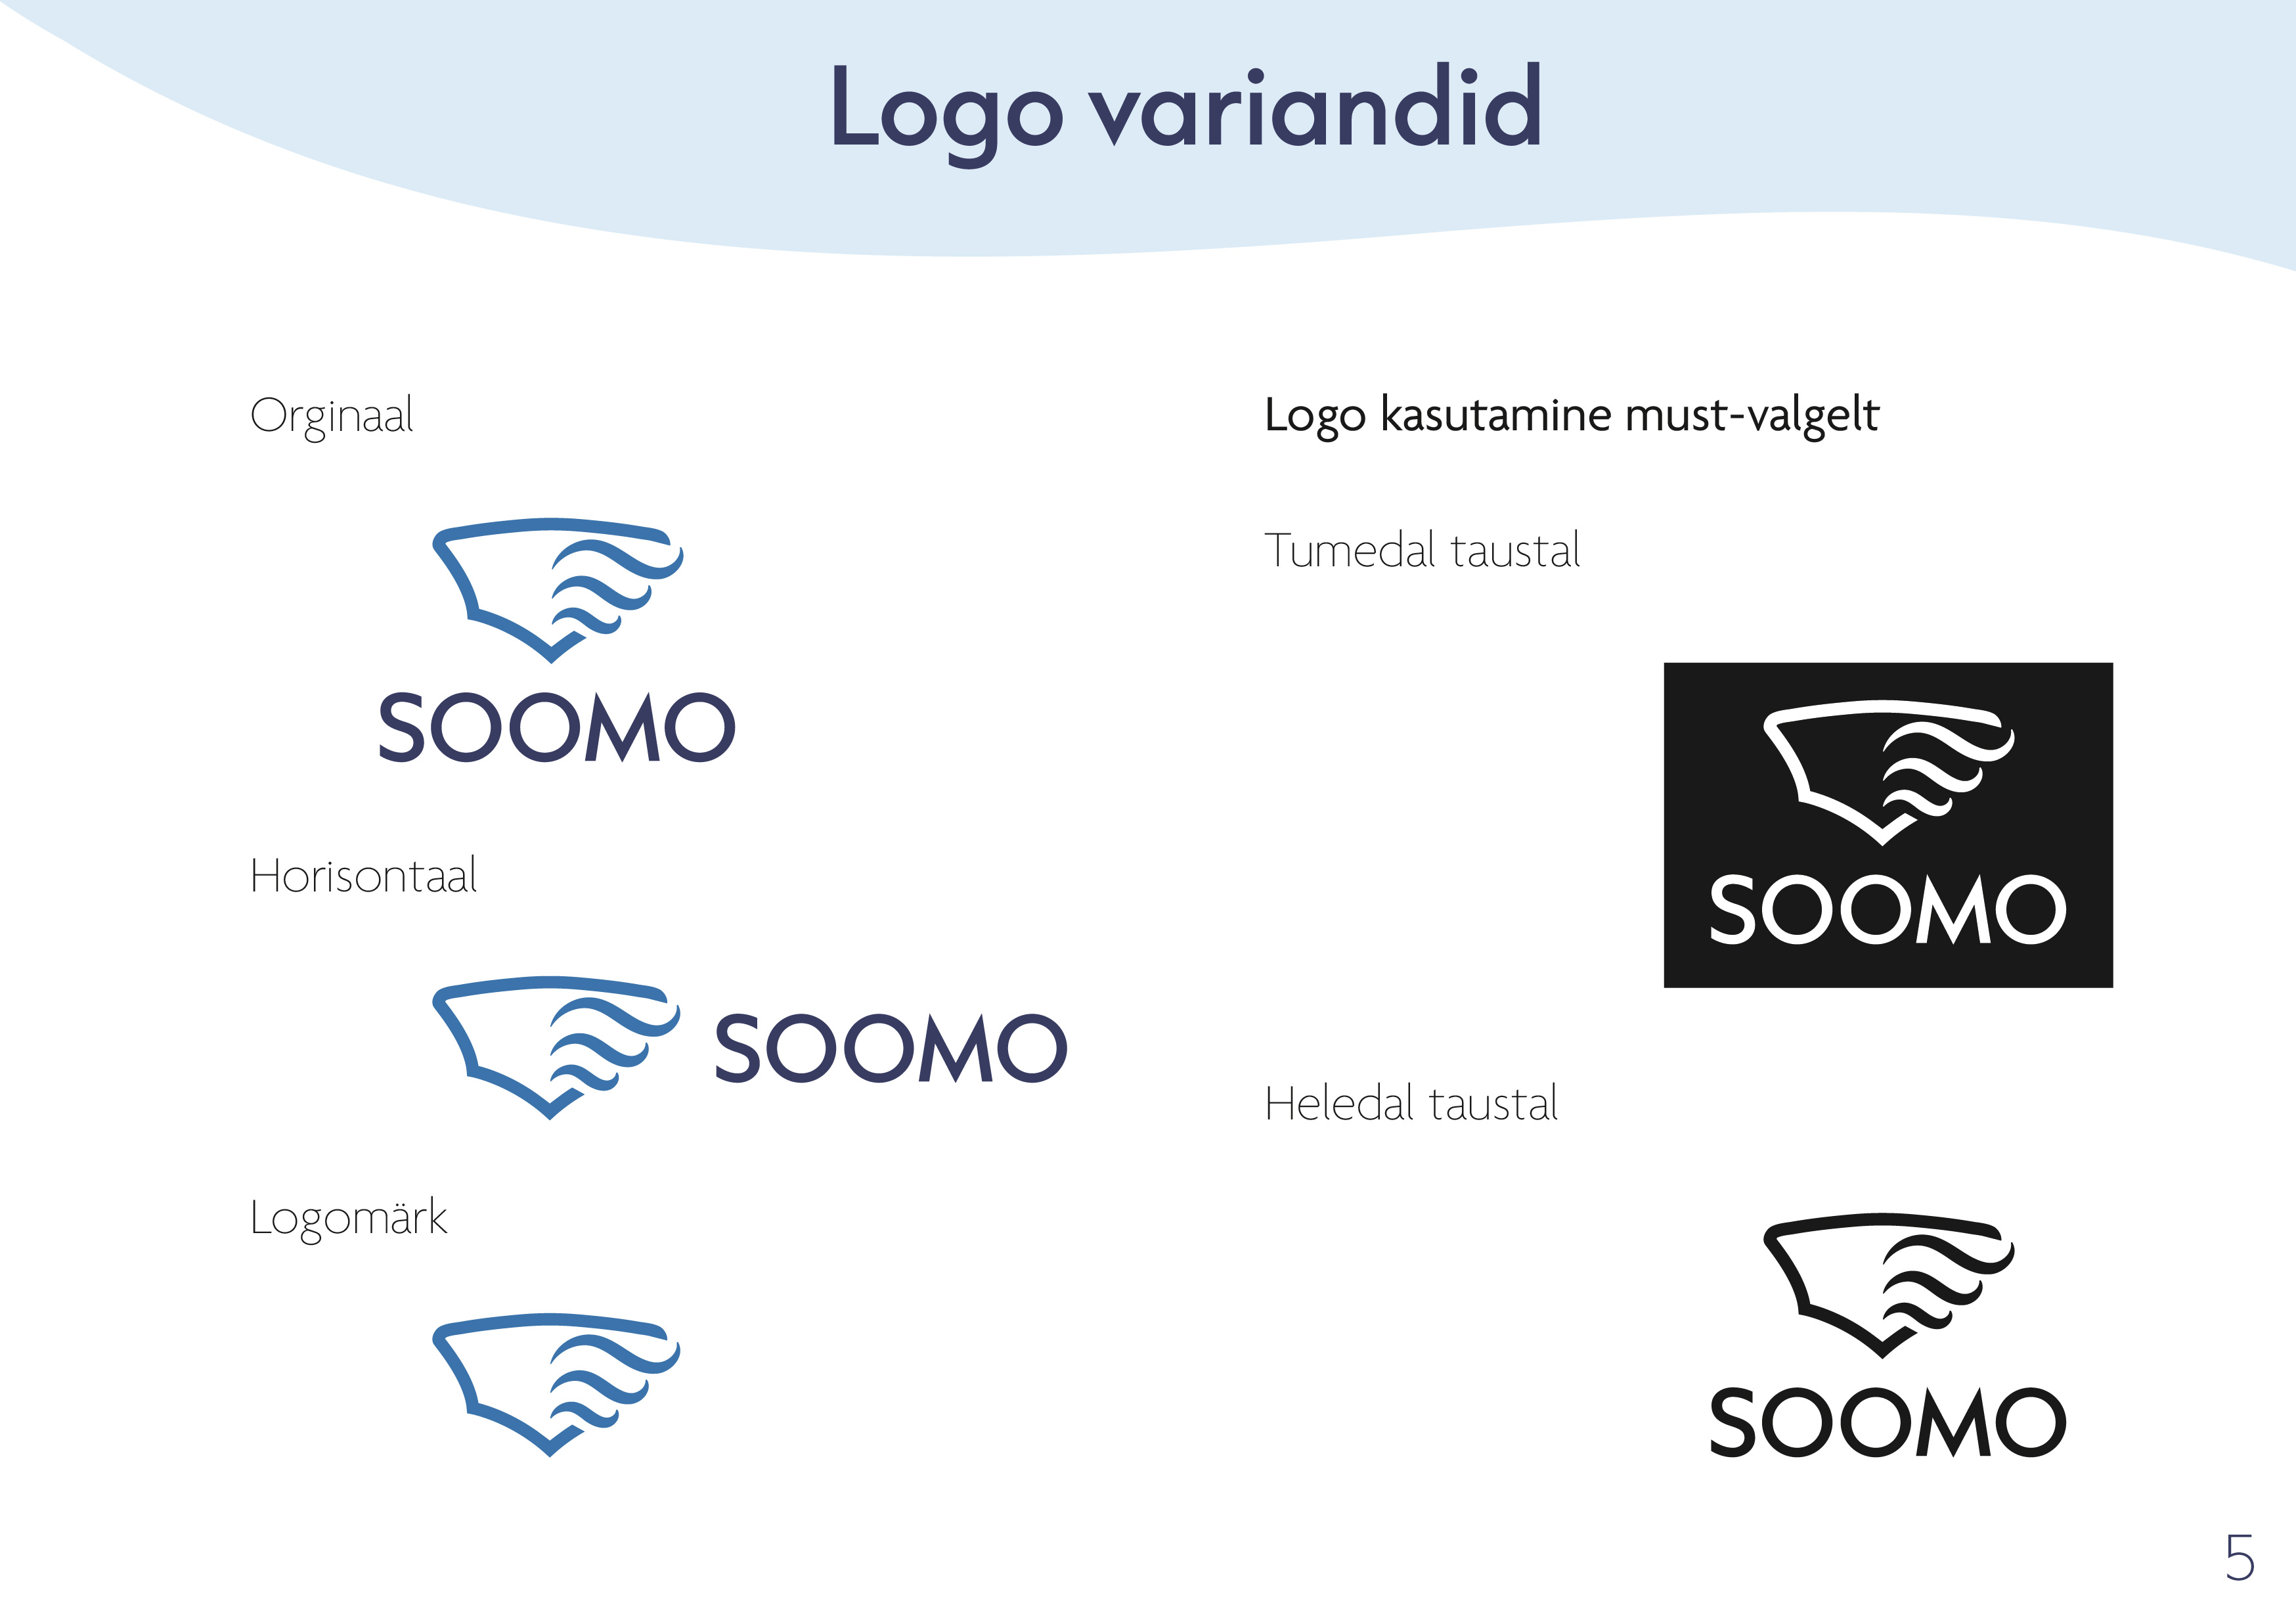 Logo variandid
Orginaal
SOOMO
Horisontaal
SOOMO
Logomärk
Logo kasutamine must-valgelt
Tumedal taustal
SOOMO
Heledal taustal
SOOMO
5